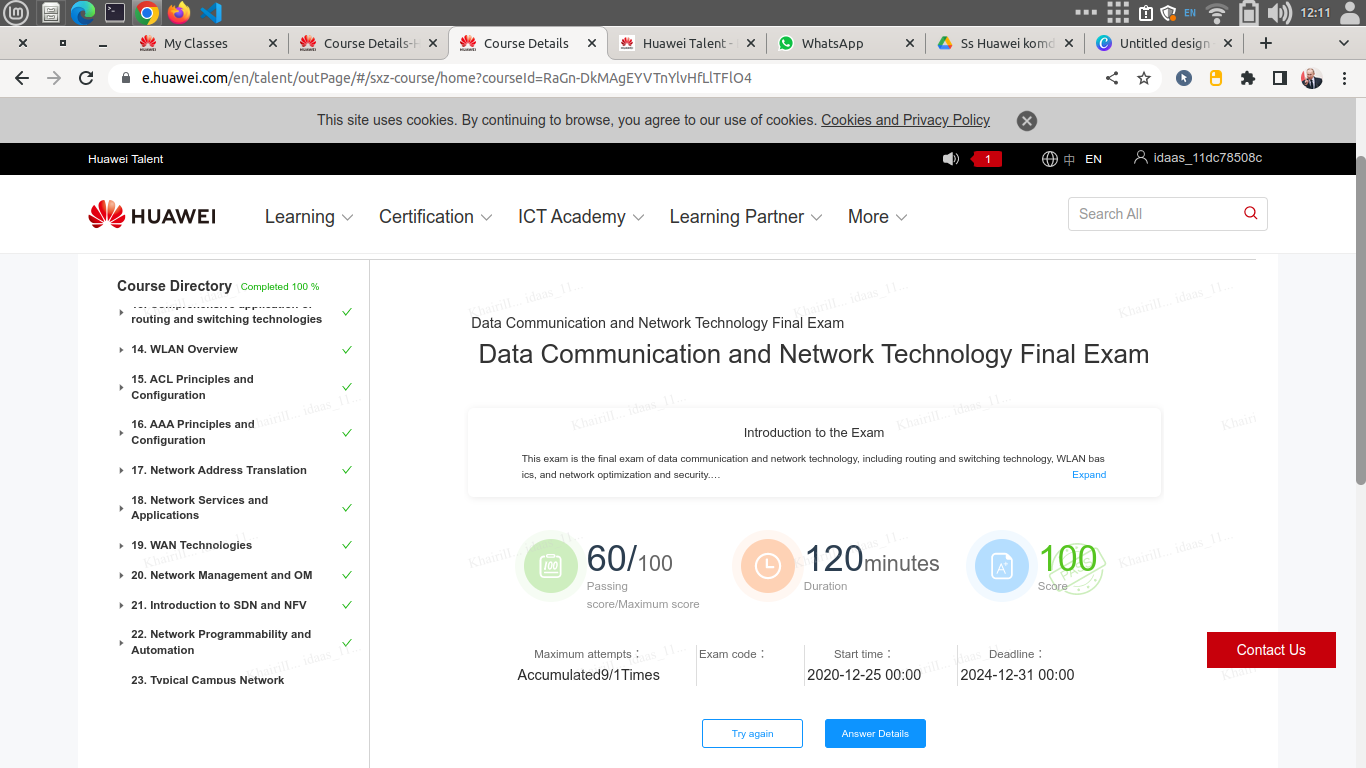 EN
12:11
My Classes
Course Details-H
Course Details
Huawei Talent -
WhatsApp
Ss Huawei komd
Untitled design -
e.huawei.com/en/talent/outPage/#/sxz-course/home?courseId=RaGn-DkMAgEYVTnYlvHfLlTFlO4
This site uses cookies. By continuing to browse, you agree to our use of cookies. Cookies and Privacy Policy
Huawei Talent
1
中 EN
idaas_11dc78508c
HUAWEI
Learning
Certification
ICT Academy
Learning Partner
More
Search All
Course Directory Completed 100 %
routing and switching technologies
14. WLAN Overview
15. ACL Principles and
Configuration
16. AAA Principles and
Configuration
17. Network Address Translation
18. Network Services and
Applications
19. WAN Technologies
20. Network Management and OM
21. Introduction to SDN and NFV
22. Network Programmability and
Automation
23. Typical Campus Network
Data Communication and Network Technology Final Exam
Data Communication and Network Technology Final Exam
Introduction to the Exam
This exam is the final exam of data communication and network technology, including routing and switching technology, WLAN bas
ics, and network optimization and security.…
Expand
100
60/100
Passing
score/Maximum score
120minutes
Duration
A+
100
Score
PASS
Maximum attempts：
Accumulated9/1Times
Exam code：
Start time：
2020-12-25 00:00
Deadline：
2024-12-31 00:00
Try again
Answer Details
Contact Us
Khairill... idaas_11...